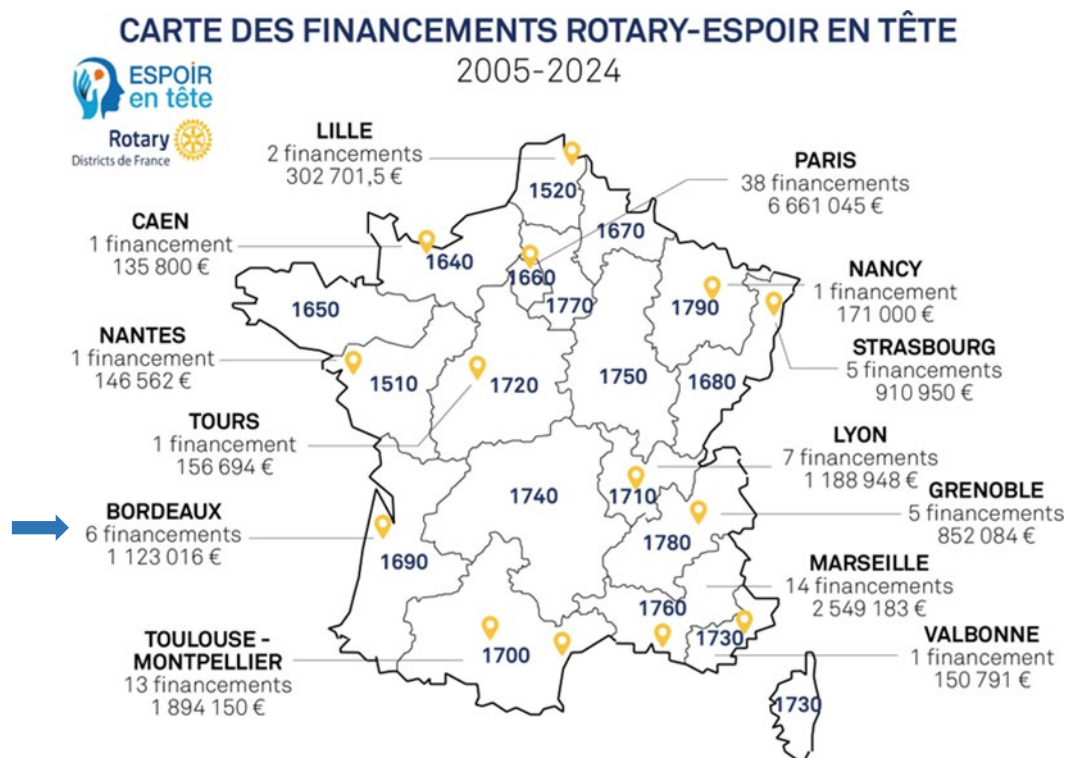 CARTE DES FINANCEMENTS ROTARY-ESPOIR EN TÊTE
2005-2024
ESPOIR
en tête
Rotary
Districts de France
LILLE
2 financements
302 701,5 €
PARIS
38 financements
6 661 045 €
CAEN
1 financement
135 800 €
NANCY
1 financement
171 000 €
NANTES
1 financement
146 562 €
STRASBOURG
5 financements
910 950 €
TOURS
1 financement
156 694 €
LYON
7 financements
1 188 948 €
BORDEAUX
6 financements
1 123 016 €
GRENOBLE
5 financements
852 084 €
MARSEILLE
14 financements
2 549 183 €
TOULOUSE -
MONTPELLIER
13 financements
1 894 150 €
VALBONNE
1 financement
150 791 €
1520
1670
1640
1660
1770
1790
1650
1510
1720
1750
1680
1740
1710
1780
1690
1760
1700
1730
1730